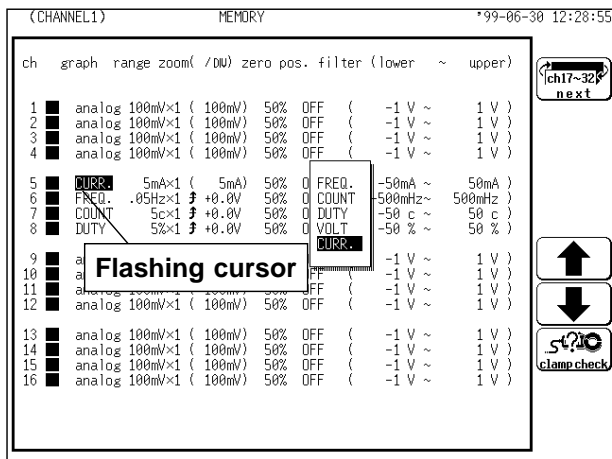 (CHANNEL1) MEMORY '99-06-30 12:28:55
ch graph range zoom( /DIV) zero pos. filter (lower ~ upper)
ch17~32
next
1 analog 100mV×1 ( 100mV) 50% OFF ( -1 V ~ 1 V )
2 analog 100mV×1 ( 100mV) 50% OFF ( -1 V ~ 1 V )
3 analog 100mV×1 ( 100mV) 50% OFF ( -1 V ~ 1 V )
4 analog 100mV×1 ( 100mV) 50% OFF ( -1 V ~ 1 V )
5 CURR. 5mA×1 ( 5mA) 50% O FREQ. -50mA ~ 50mA )
6 FREQ. .05Hz×1 +0.0V 50% O COUNT -500mHz~ 500mHz )
7 COUNT 5c×1 +0.0V 50% O DUTY -50 c ~ 50 c )
8 DUTY 5%×1 +0.0V 50% O VOLT -50 % ~ 50 % )
CURR.
Flashing cursor
9 -1 V ~ 1 V )
10 -1 V ~ 1 V )
11 -1 V ~ 1 V )
12 analog 100mV×1 ( 100mV) 50% OFF ( -1 V ~ 1 V )
13 analog 100mV×1 ( 100mV) 50% OFF ( -1 V ~ 1 V )
14 analog 100mV×1 ( 100mV) 50% OFF ( -1 V ~ 1 V )
15 analog 100mV×1 ( 100mV) 50% OFF ( -1 V ~ 1 V )
16 analog 100mV×1 ( 100mV) 50% OFF ( -1 V ~ 1 V )
clamp check